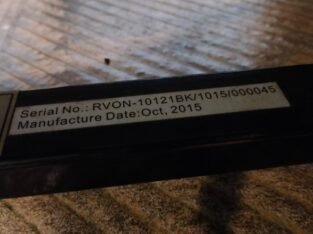 Serial No.: RVON-10121BK/1015/000045
Manufacture Date:Oct, 2015